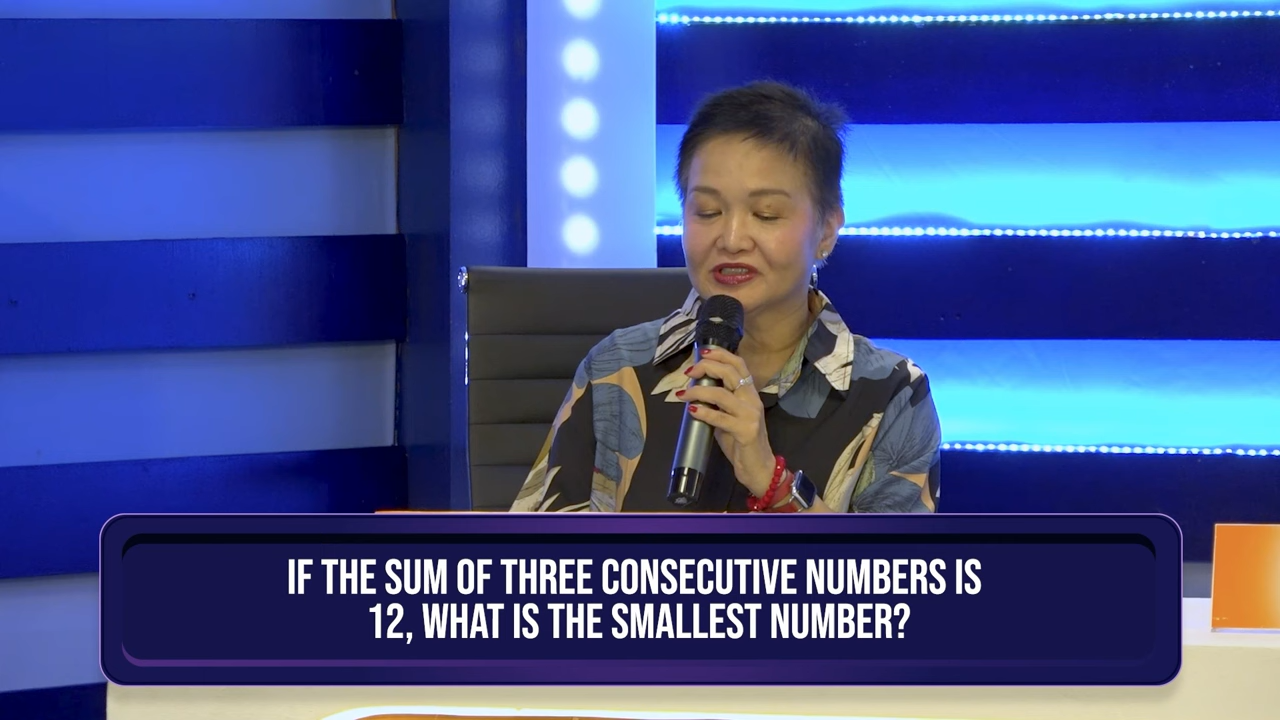 IF THE SUM OF THREE CONSECUTIVE NUMBERS IS
12, WHAT IS THE SMALLEST NUMBER?